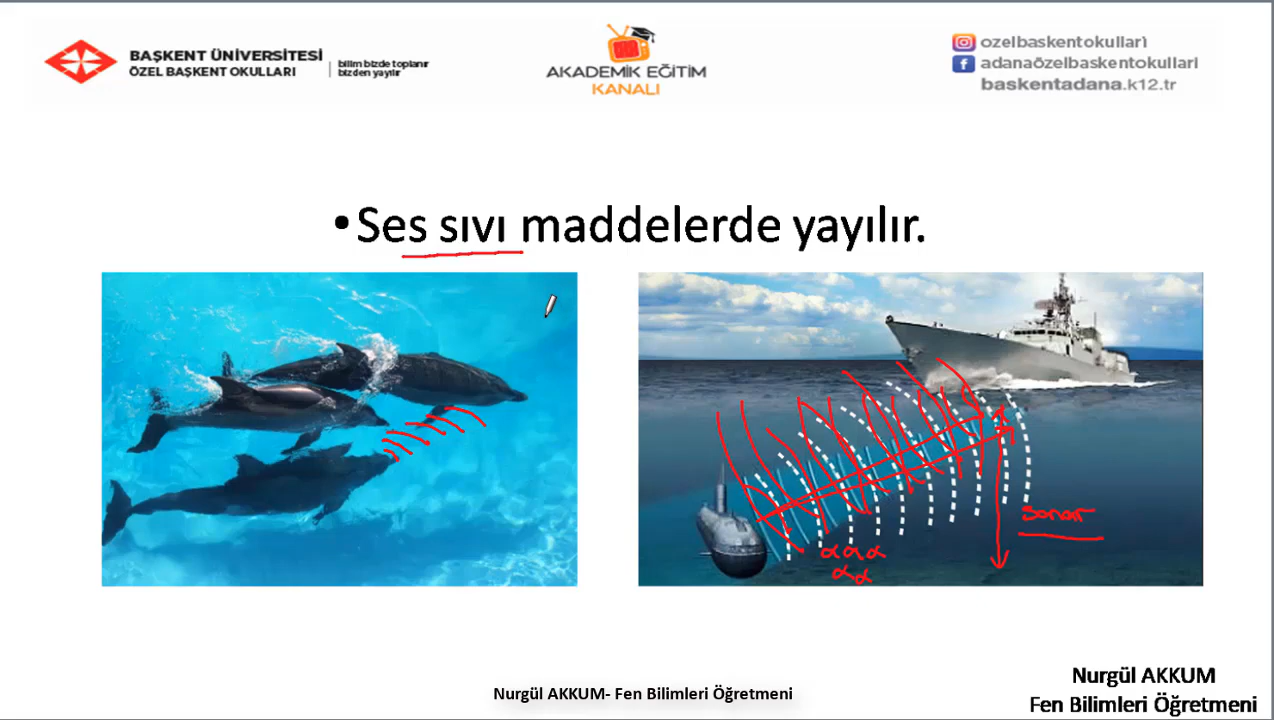 BAŞKENT ÜNİVERSİTESİ
ÖZEL BAŞKENT OKULLARI
bilim bizde toplanır
bizden yayılır
AKADEMİK EĞİTİM
KANALI
ozelbaskentokulları
adanaözelbaskentokullari
baskentadana.k12.tr
•Ses sıvı maddelerde yayılır.
sonar
Nurgül AKKUM- Fen Bilimleri Öğretmeni
Nurgül AKKUM
Fen Bilimleri Öğretmeni